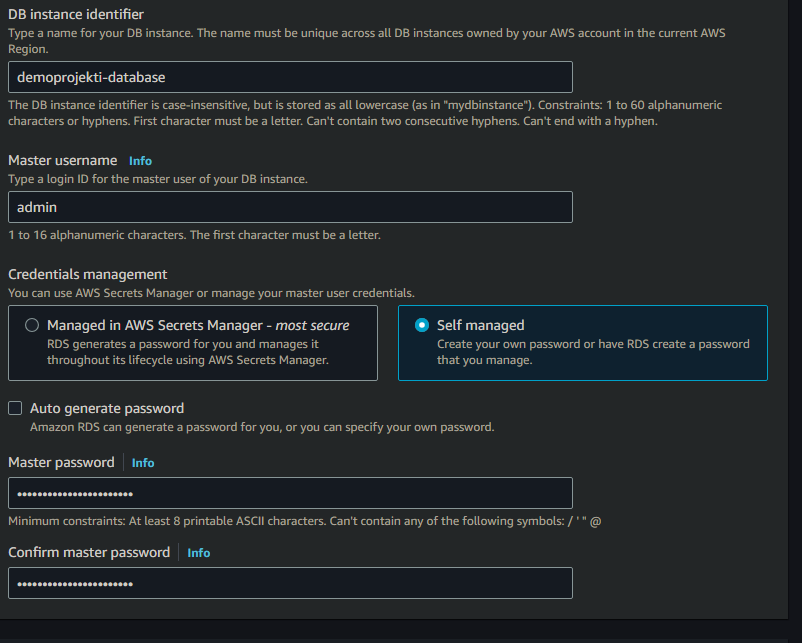 DB instance identifier
Type a name for your DB instance. The name must be unique across all DB instances owned by your AWS account in the current AWS
Region.
demoprojekti-database
The DB instance identifier is case-insensitive, but is stored as all lowercase (as in "mydbinstance"). Constraints: 1 to 60 alphanumeric
characters or hyphens. First character must be a letter. Can't contain two consecutive hyphens. Can't end with a hyphen.
Master username Info
Type a login ID for the master user of your DB instance.
admin
1 to 16 alphanumeric characters. The first character must be a letter.
Credentials management
You can use AWS Secrets Manager or manage your master user credentials.
Managed in AWS Secrets Manager - most secure
RDS generates a password for you and manages it
throughout its lifecycle using AWS Secrets Manager.
Self managed
Create your own password or have RDS create a password
that you manage.
Auto generate password
Amazon RDS can generate a password for you, or you can specify your own password.
Master password Info
•••••••••••••••••••••••
Minimum constraints: At least 8 printable ASCII characters. Can't contain any of the following symbols: / ' " @
Confirm master password Info
•••••••••••••••••••••••